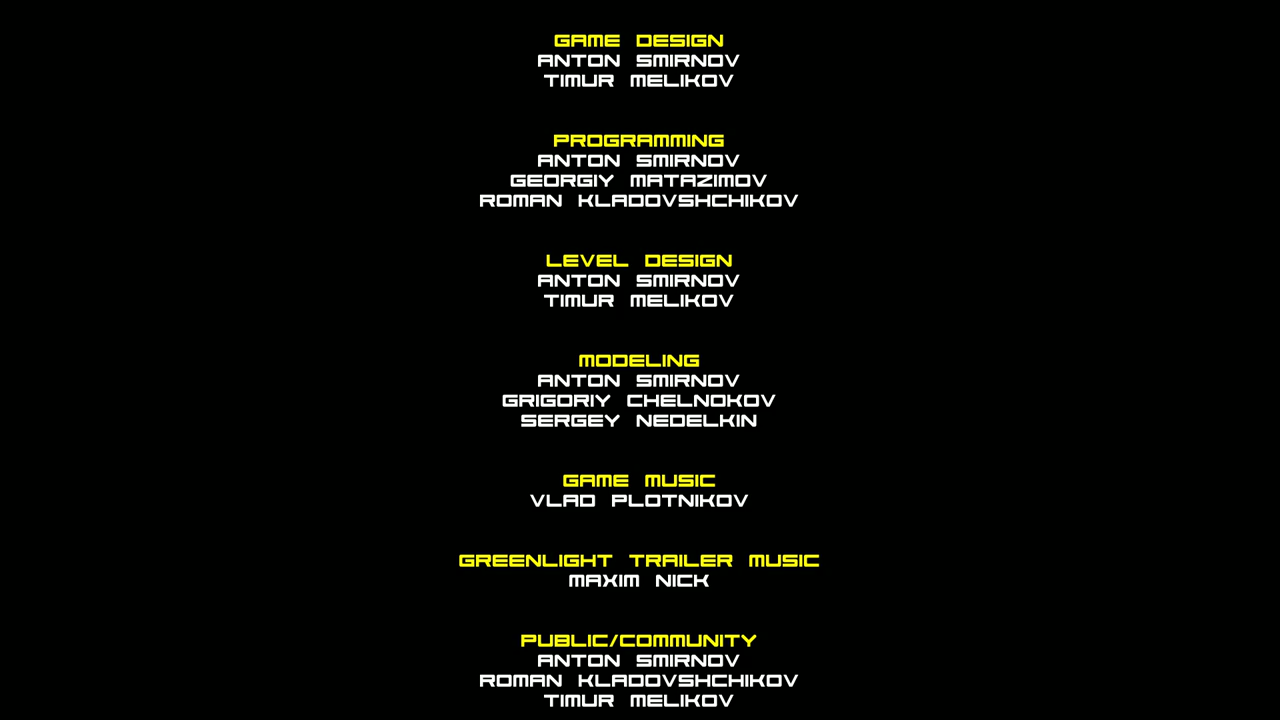 GAME DESIGN
ANTON SMIRNOV
TIMUR MELIKOV
PROGRAMMING
ANTON SMIRNOV
GEORGIY MATAZIMOV
ROMAN KLADOVSHCHIKOV
LEVEL DESIGN
ANTON SMIRNOV
TIMUR MELIKOV
MODELING
ANTON SMIRNOV
GRIGORIY CHELNOKOV
SERGEY NEDELKIN
GAME MUSIC
VLAD PLOTNIKOV
GREENLIGHT TRAILER MUSIC
MAXIM NICK
PUBLIC/COMMUNITY
ANTON SMIRNOV
ROMAN KLADOVSHCHIKOV
TIMUR MELIKOV